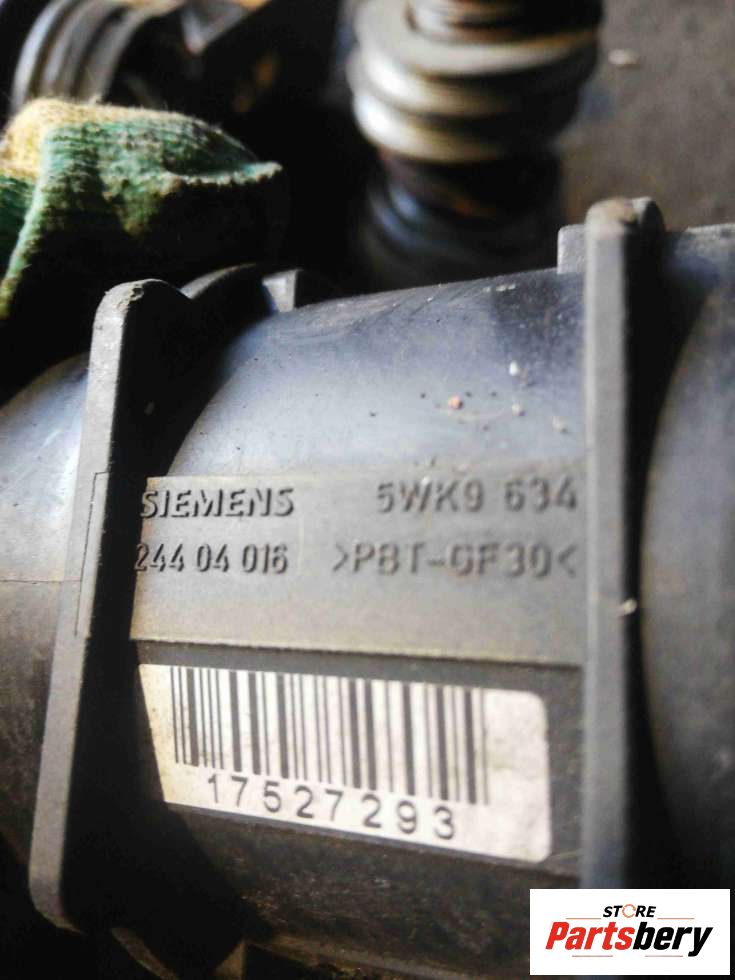 SIEMENS 5WK9 634
244 04 016 >PBT-GF30<
17527293
STORE
Partsbery